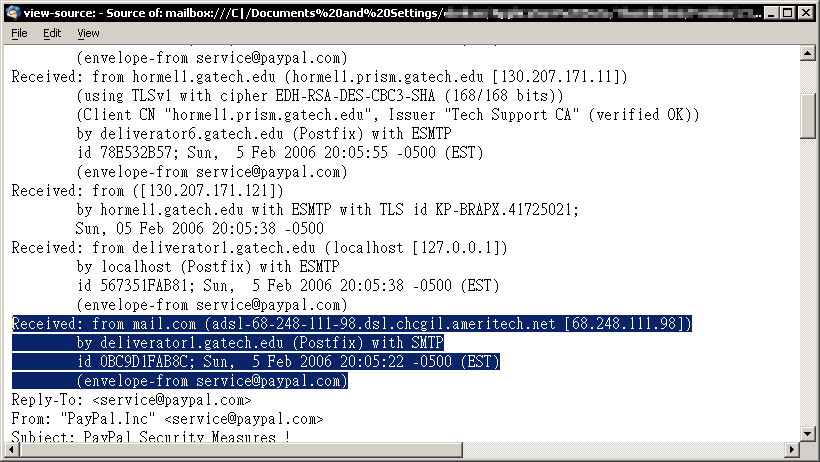 view-source: - Source of: mailbox:///C|/Documents%20and%20Settings/
File Edit View
(envelope-from service@paypal.com)
Received: from hormel1.gatech.edu (hormel1.prism.gatech.edu [130.207.171.11])
(using TLSv1 with cipher EDH-RSA-DES-CBC3-SHA (168/168 bits))
(Client CN "hormel1.prism.gatech.edu", Issuer "Tech Support CA" (verified OK))
by deliverator6.gatech.edu (Postfix) with ESMTP
id 78E532B57; Sun,  5 Feb 2006 20:05:55 -0500 (EST)
(envelope-from service@paypal.com)
Received: from ([130.207.171.121])
by hormel1.gatech.edu with ESMTP with TLS id KP-BRAPX.41725021;
Sun, 05 Feb 2006 20:05:38 -0500
Received: from deliverator1.gatech.edu (localhost [127.0.0.1])
by localhost (Postfix) with ESMTP
id 567351FAB81; Sun,  5 Feb 2006 20:05:38 -0500 (EST)
(envelope-from service@paypal.com)
Received: from mail.com (adsl-68-248-111-98.dsl.chcgil.ameritech.net [68.248.111.98])
by deliverator1.gatech.edu (Postfix) with SMTP
id 0BC9D1FAB8C; Sun,  5 Feb 2006 20:05:22 -0500 (EST)
(envelope-from service@paypal.com)
Reply-To: <service@paypal.com>
From: "PayPal.Inc" <service@paypal.com>
Subject: PayPal Security Measures !